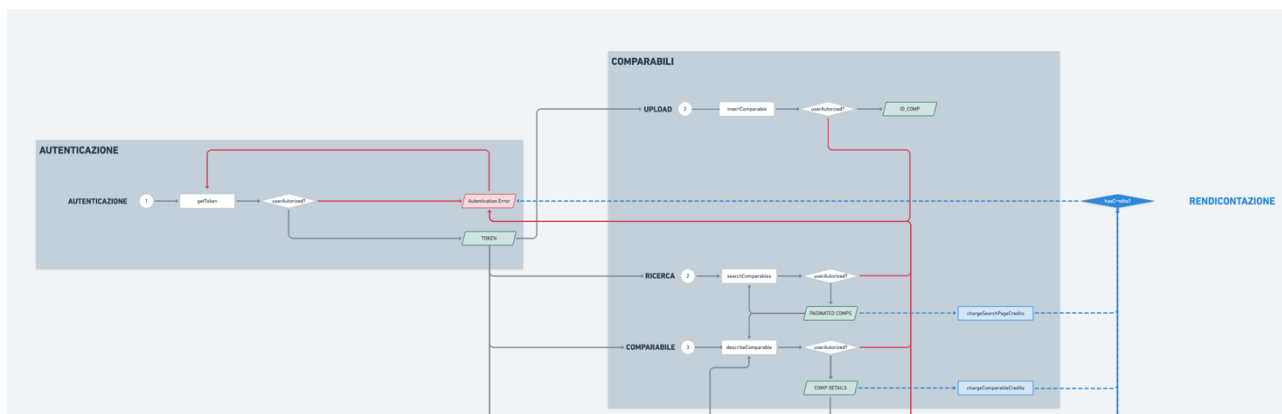 COMPARABILI
UPLOAD 2 insertComparable userAutorized? ID_COMP
AUTENTICAZIONE
AUTENTICAZIONE 1 getToken userAutorized? Autentication Error hasCredits? RENDICONTAZIONE
TOKEN
RICERCA 2 searchComparables userAutorized?
PAGINATED COMPS chargeSearchPageCredits
COMPARABILE 3 describeComparable userAutorized?
COMP DETAILS chargeComparableCredits